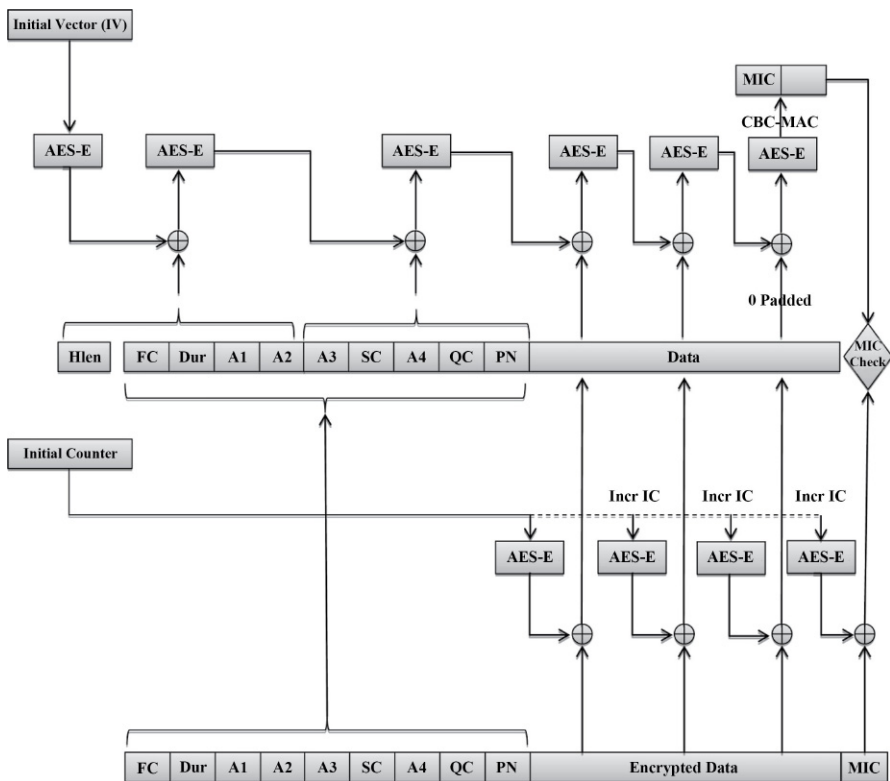 Initial Vector (IV)
MIC
CBC-MAC
AES-E AES-E AES-E AES-E AES-E AES-E
0 Padded
Hlen FC Dur A1 A2 A3 SC A4 QC PN Data
MIC
Check
Initial Counter
Incr IC Incr IC Incr IC
AES-E AES-E AES-E AES-E
FC Dur A1 A2 A3 SC A4 QC PN Encrypted Data MIC